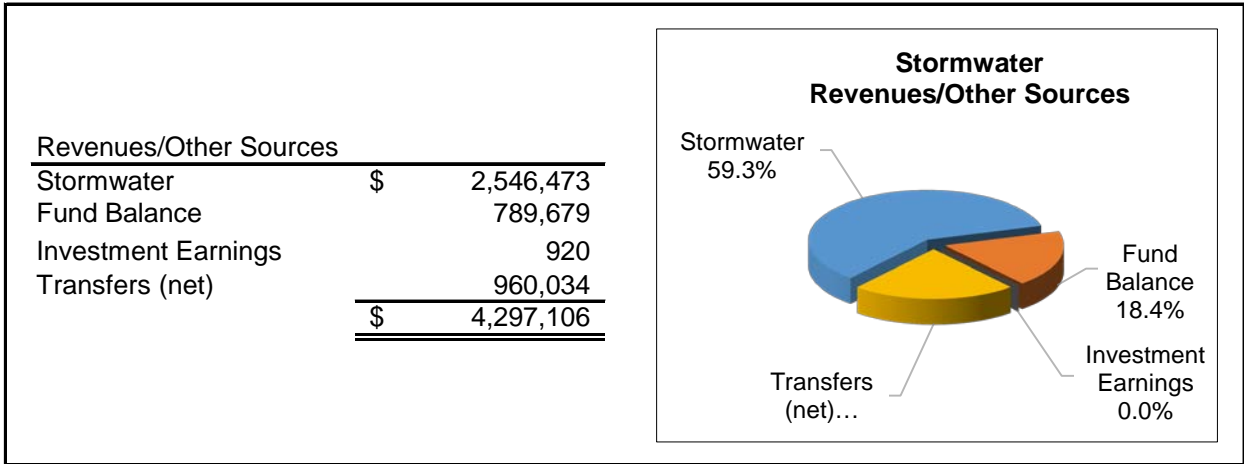 Revenues/Other Sources
Stormwater $ 2,546,473
Fund Balance 789,679
Investment Earnings 920
Transfers (net) 960,034
$ 4,297,106
Stormwater
Revenues/Other Sources
Stormwater
59.3%
Fund
Balance
18.4%
Investment
Earnings
0.0%
Transfers
(net)…